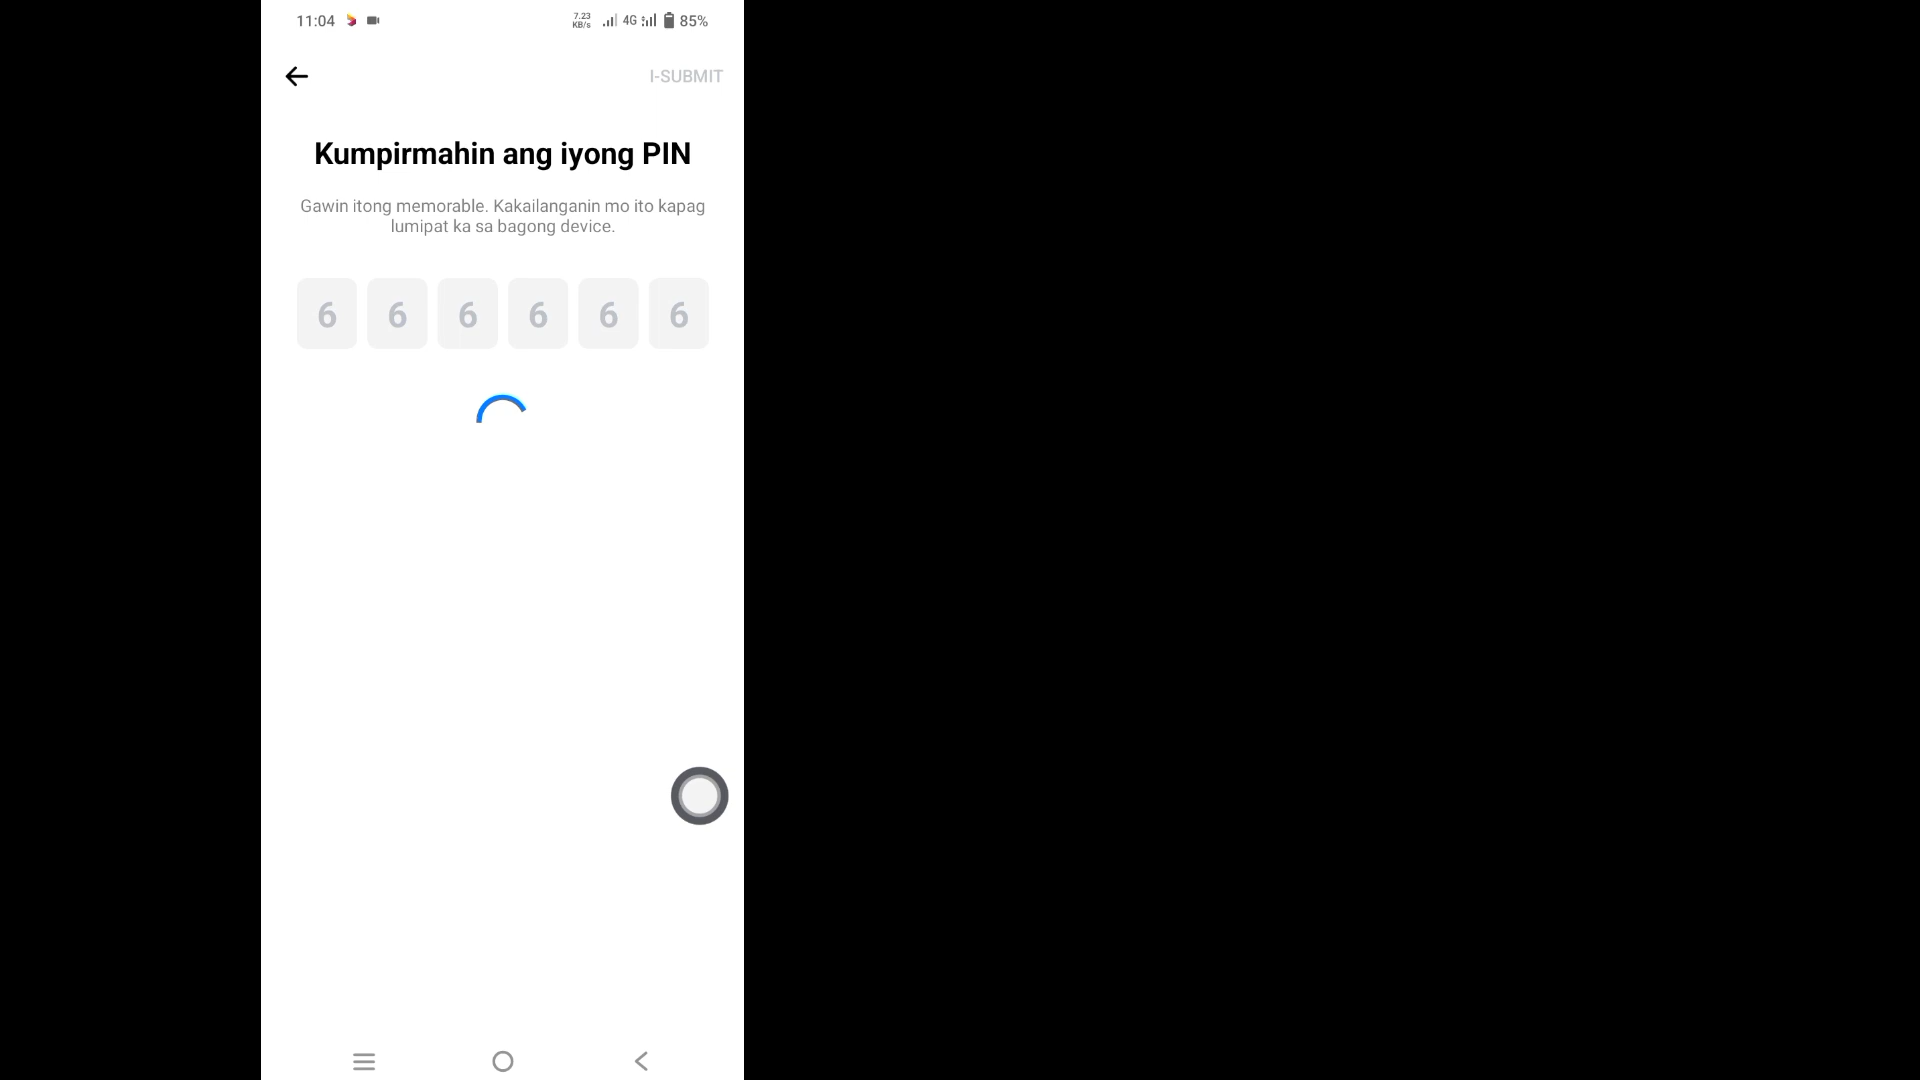 11:04
7.23
KB/s
4G
85%
I-SUBMIT
Kumpirmahin ang iyong PIN
Gawin itong memorable. Kakailanganin mo ito kapag
lumipat ka sa bagong device.
6 6 6 6 6 6